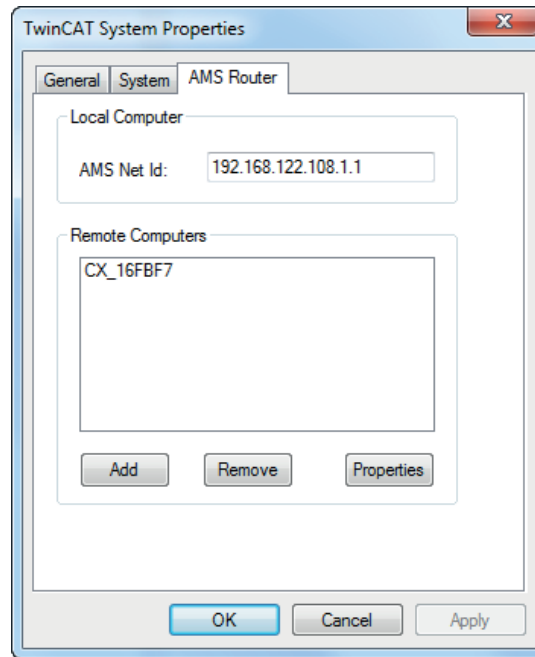 TwinCAT System Properties
General System AMS Router
Local Computer
AMS Net Id: 192.168.122.108.1.1
Remote Computers
CX_16FBF7
Add Remove Properties
OK Cancel Apply